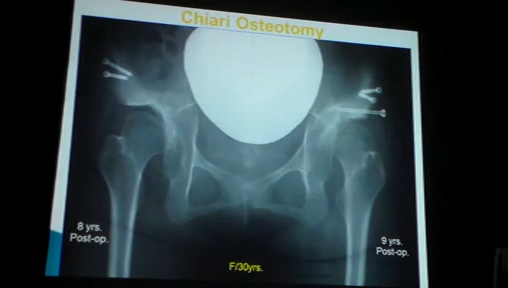 Chiari Osteotomy
8 yrs.
Post-op.
9 yrs.
Post-op.
F/30yrs.